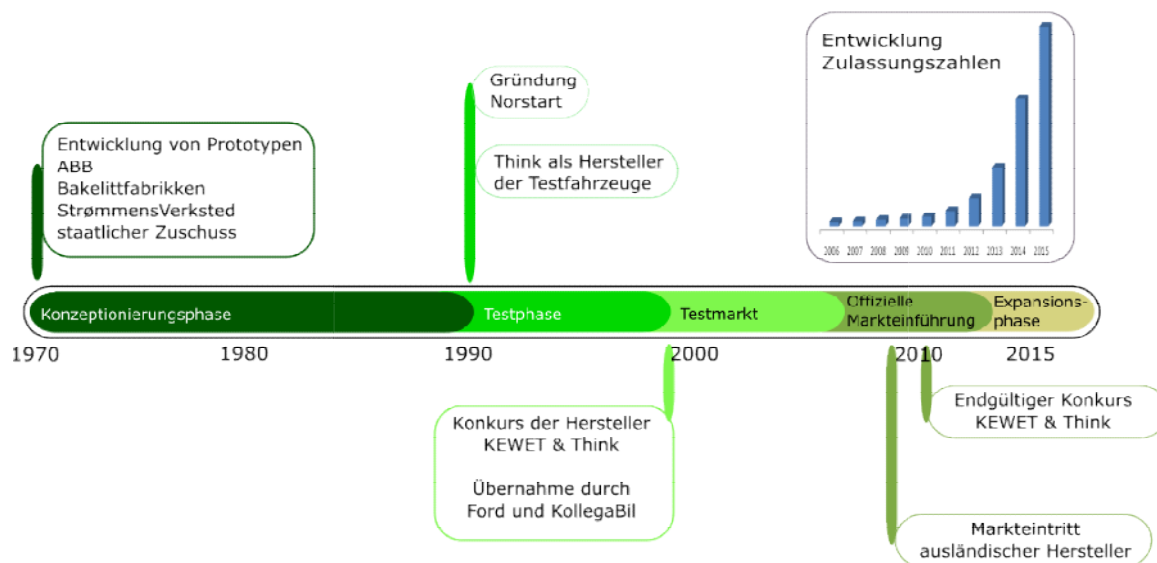 Entwicklung
Zulassungszahlen
2006 2007 2008 2009 2010 2011 2012 2013 2014 2015
Gründung
Norstart
Think als Hersteller
der Testfahrzeuge
Entwicklung von Prototypen
ABB
Bakelittfabrikken
StrømmensVerksted
staatlicher Zuschuss
Konzeptionierungsphase
Testphase
Testmarkt
Offizielle
Markteinführung
Expansions-
phase
1970 1980 1990 2000 2010 2015
Konkurs der Hersteller
KEWET & Think
Übernahme durch
Ford und KollegaBil
Endgültiger Konkurs
KEWET & Think
Markteintritt
ausländischer Hersteller